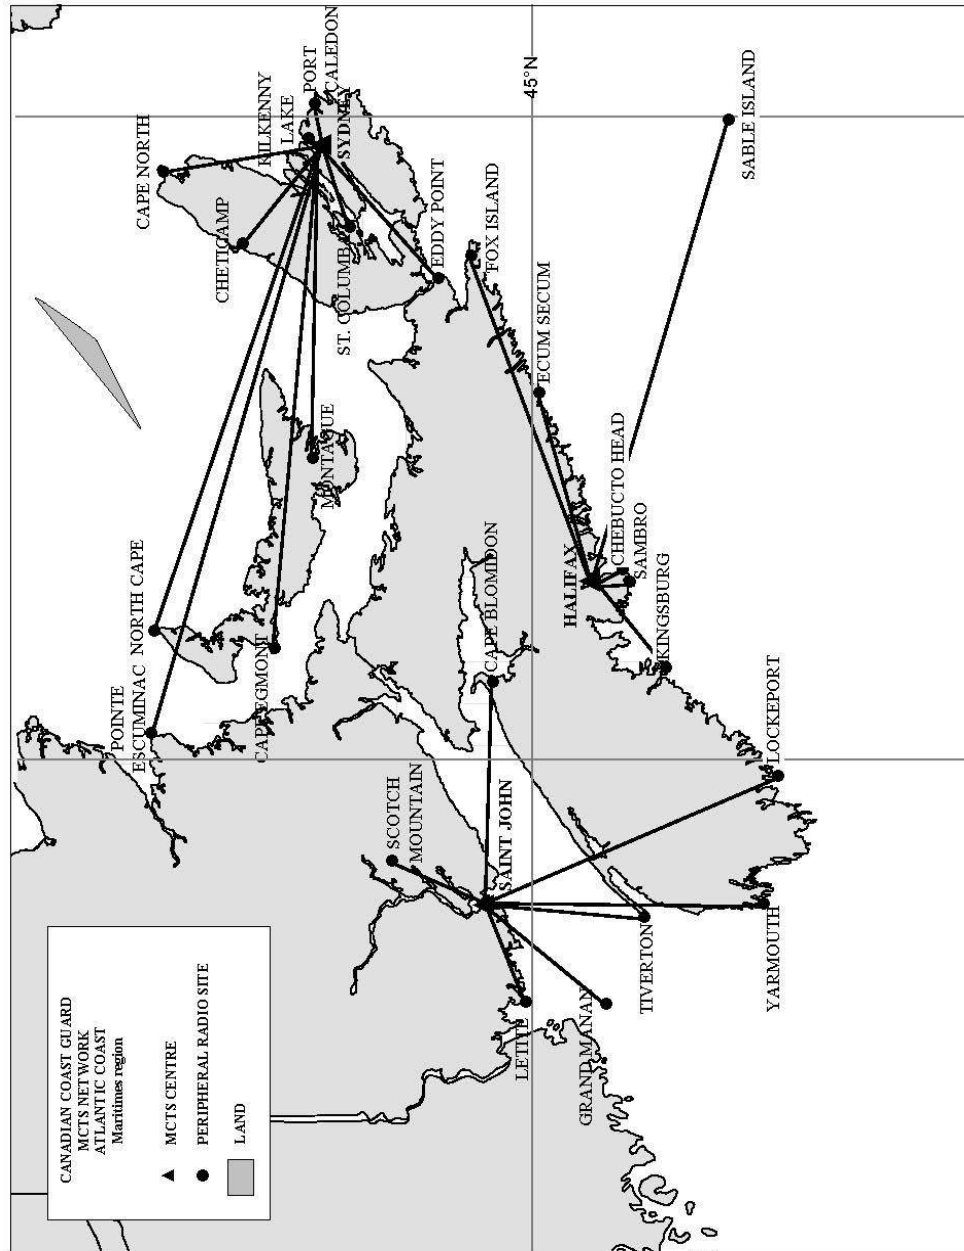 CANADIAN COAST GUARD
MCTS NETWORK
ATLANTIC COAST
Maritimes region
MCTS CENTRE
PERIPHERAL RADIO SITE
LAND
POINTE
ESCUMINAC
NORTH CAPE
CAPE NORTH
CHETICAMP
KILKENNY
LAKE
PORT
CALEDON
SYDNEY
ST. COLUMBA
EDDY POINT
FOX ISLAND
MONTAGUE
CAPE EGMONT
ECUM SECUM
45°N
SABLE ISLAND
SCOTCH
MOUNTAIN
SAINT JOHN
CAPE BLOMIDON
HALIFAX
CHEBUCTO HEAD
SAMBRO
KINGSBURG
LOCKEPORT
LETITE
GRAND MANAN
TIVERTON
YARMOUTH